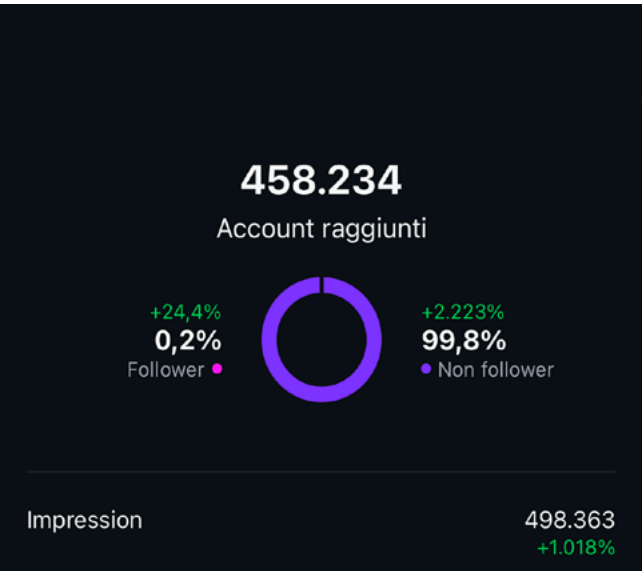 458.234
Account raggiunti
+24,4%
0,2%
Follower
+2.223%
99,8%
Non follower
Impression
498.363
+1.018%